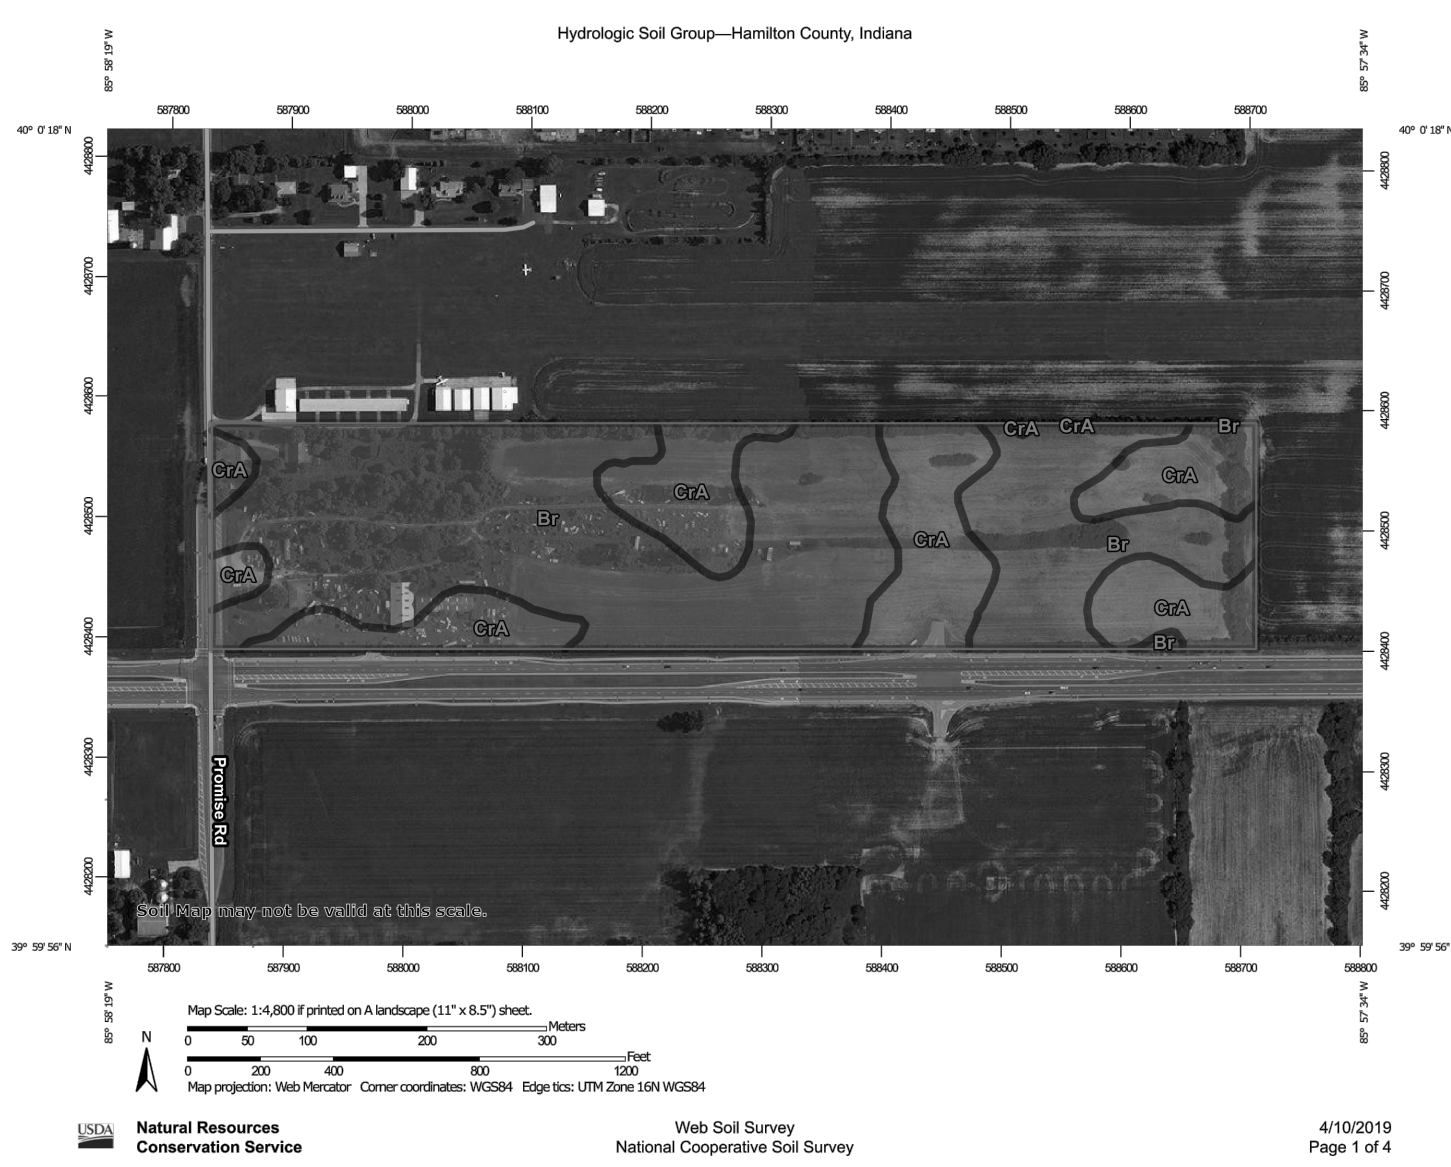 Hydrologic Soil Group—Hamilton County, Indiana
85° 58' 19'' W
85° 57' 34'' W
587800 587900 588000 588100 588200 588300 588400 588500 588600 588700
40° 0' 18'' N
40° 0' 18'' N
4428800
4428800
4428700
4428700
4428600
4428600
CrA CrA Br
CrA CrA CrA
4428500
4428500
Br CrA Br
CrA CrA
CrA Br
4428400
4428400
4428300
4428300
Promise Rd
4428200
4428200
Soil Map may not be valid at this scale.
39° 59' 56'' N
39° 59' 56''
587800 587900 588000 588100 588200 588300 588400 588500 588600 588700 588800
85° 58' 19'' W
85° 57' 34'' W
Map Scale: 1:4,800 if printed on A landscape (11" x 8.5") sheet.
N
Meters
0 50 100 200 300
Feet
0 200 400 800 1200
Map projection: Web Mercator Corner coordinates: WGS84 Edge tics: UTM Zone 16N WGS84
USDA
Natural Resources
Conservation Service
Web Soil Survey
National Cooperative Soil Survey
4/10/2019
Page 1 of 4